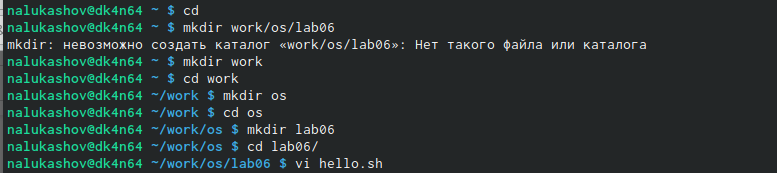 nalukashov@dk4n64 ~ $ cd
nalukashov@dk4n64 ~ $ mkdir work/os/lab06
mkdir: невозможно создать каталог «work/os/lab06»: Нет такого файла или каталога
nalukashov@dk4n64 ~ $ mkdir work
nalukashov@dk4n64 ~ $ cd work
nalukashov@dk4n64 ~/work $ mkdir os
nalukashov@dk4n64 ~/work $ cd os
nalukashov@dk4n64 ~/work/os $ mkdir lab06
nalukashov@dk4n64 ~/work/os $ cd lab06/
nalukashov@dk4n64 ~/work/os/lab06 $ vi hello.sh